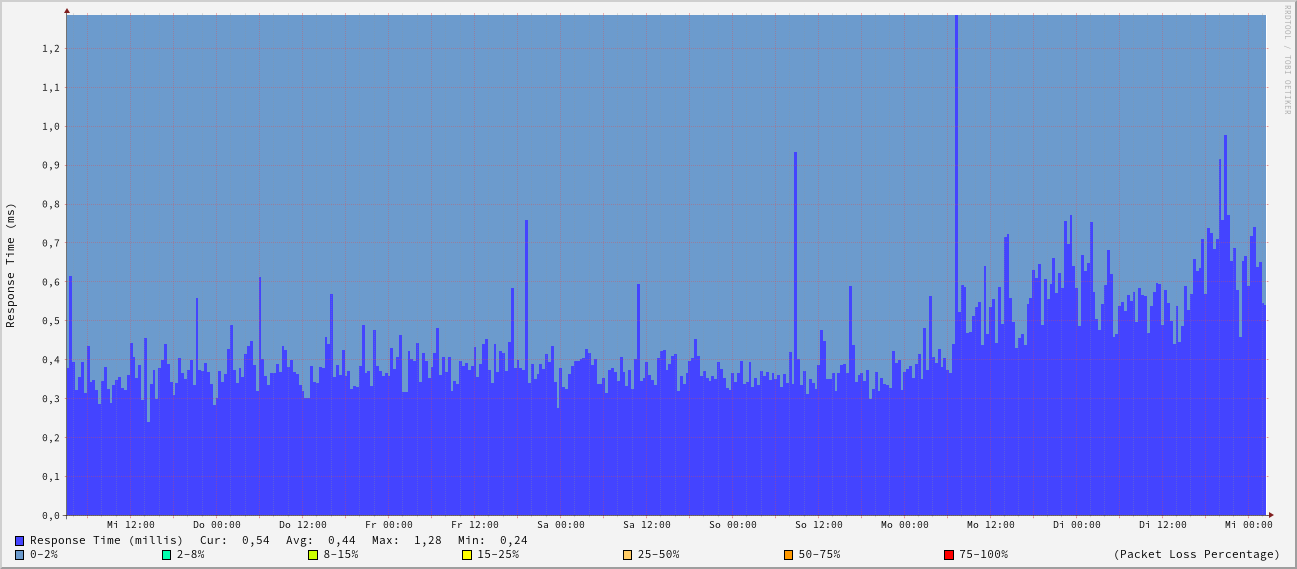 RRDTOOL / TOBI OETIKER
Response Time (ms)
1,2
1,1
1,0
0,9
0,8
0,7
0,6
0,5
0,4
0,3
0,2
0,1
0,0
Mi 12:00 Do 00:00 Do 12:00 Fr 00:00 Fr 12:00 Sa 00:00 Sa 12:00 So 00:00 So 12:00 Mo 00:00 Mo 12:00 Di 00:00 Di 12:00 Mi 00:00
Response Time (millis) Cur: 0,54 Avg: 0,44 Max: 1,28 Min: 0,24
0-2% 2-8% 8-15% 15-25% 25-50% 50-75% 75-100% (Packet Loss Percentage)